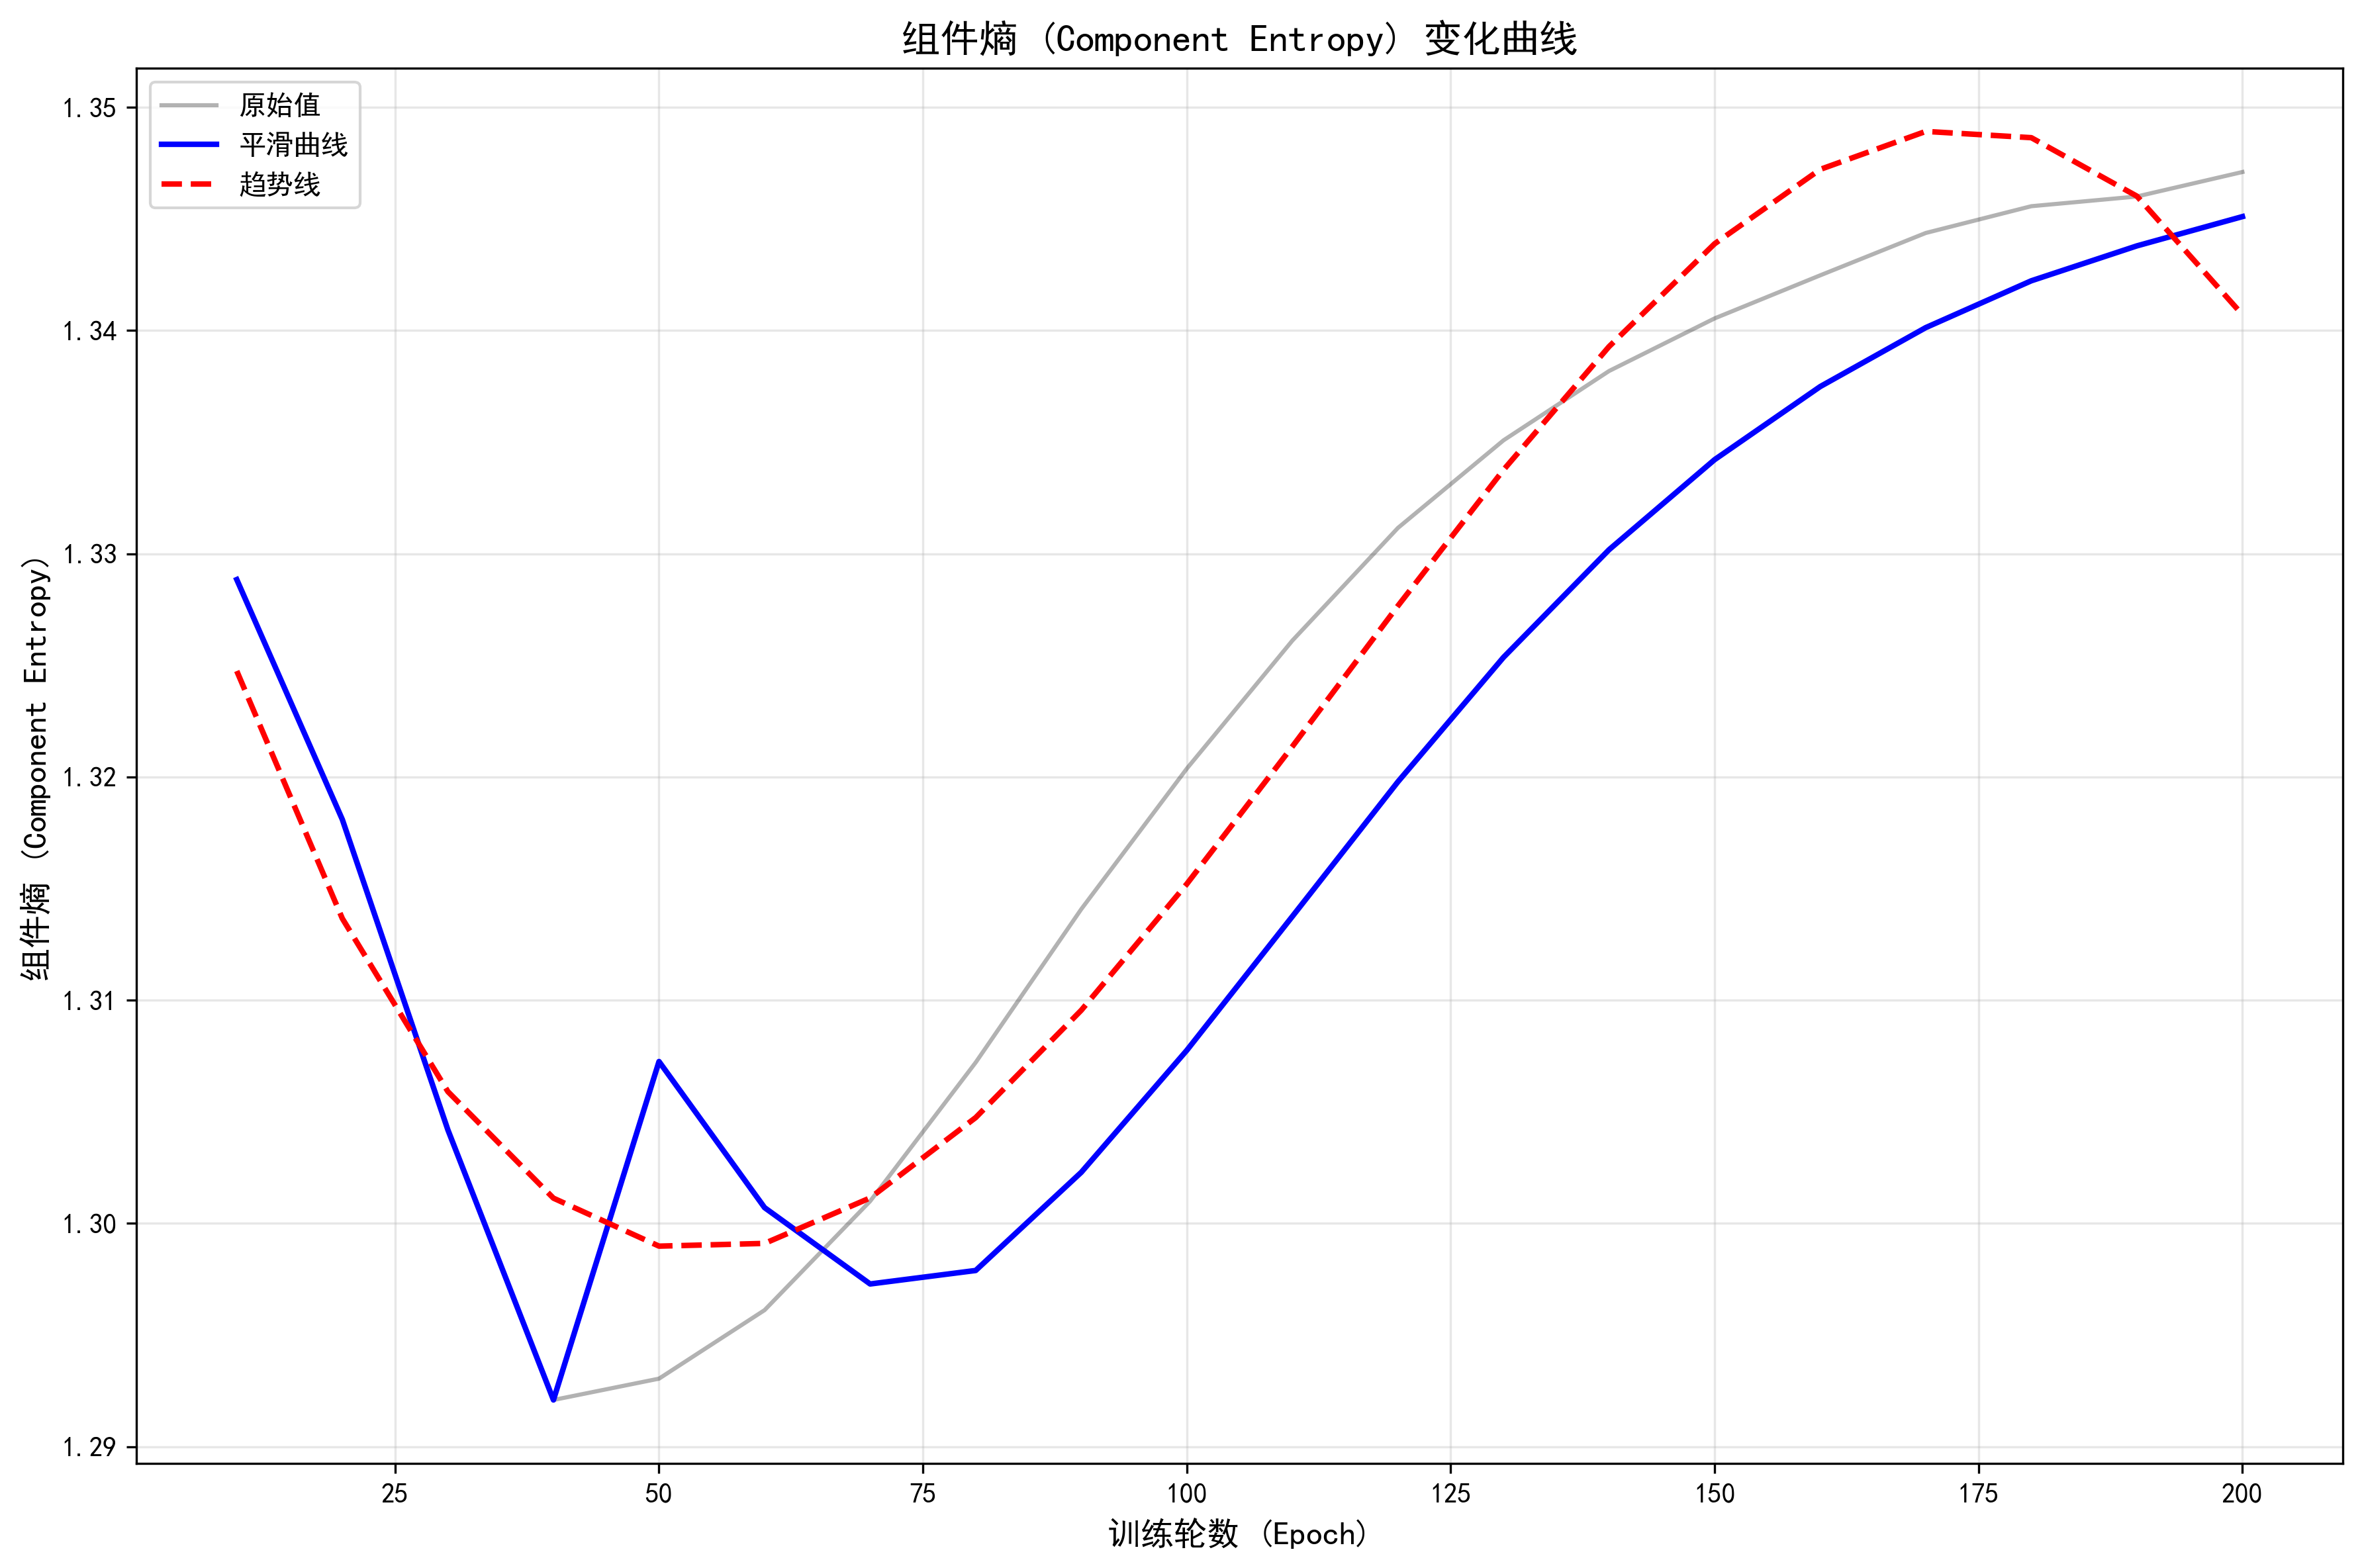 组件熵 (Component Entropy) 变化曲线
原始值
平滑曲线
趋势线
组件熵 (Component Entropy)
1.35
1.34
1.33
1.32
1.31
1.30
1.29
25 50 75 100 125 150 175 200
训练轮数 (Epoch)